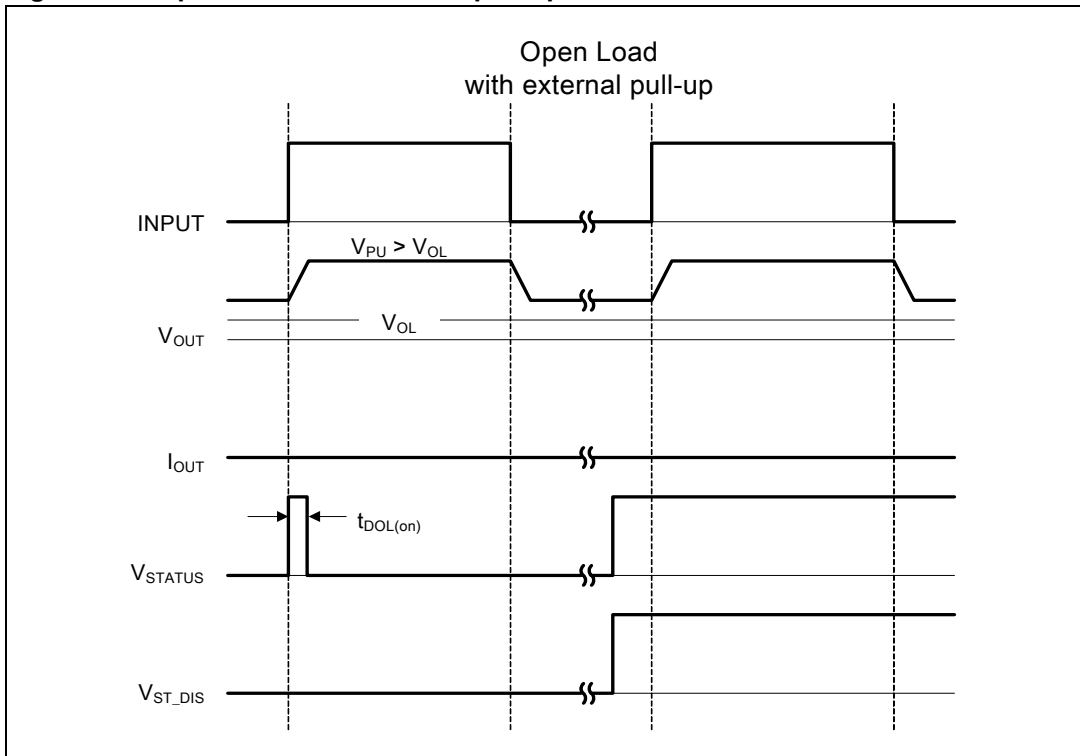 Open Load
with external pull-up
INPUT
V_PU > V_OL
V_OL
V_OUT
I_OUT
t_DOL(on)
V_STATUS
V_ST_DIS